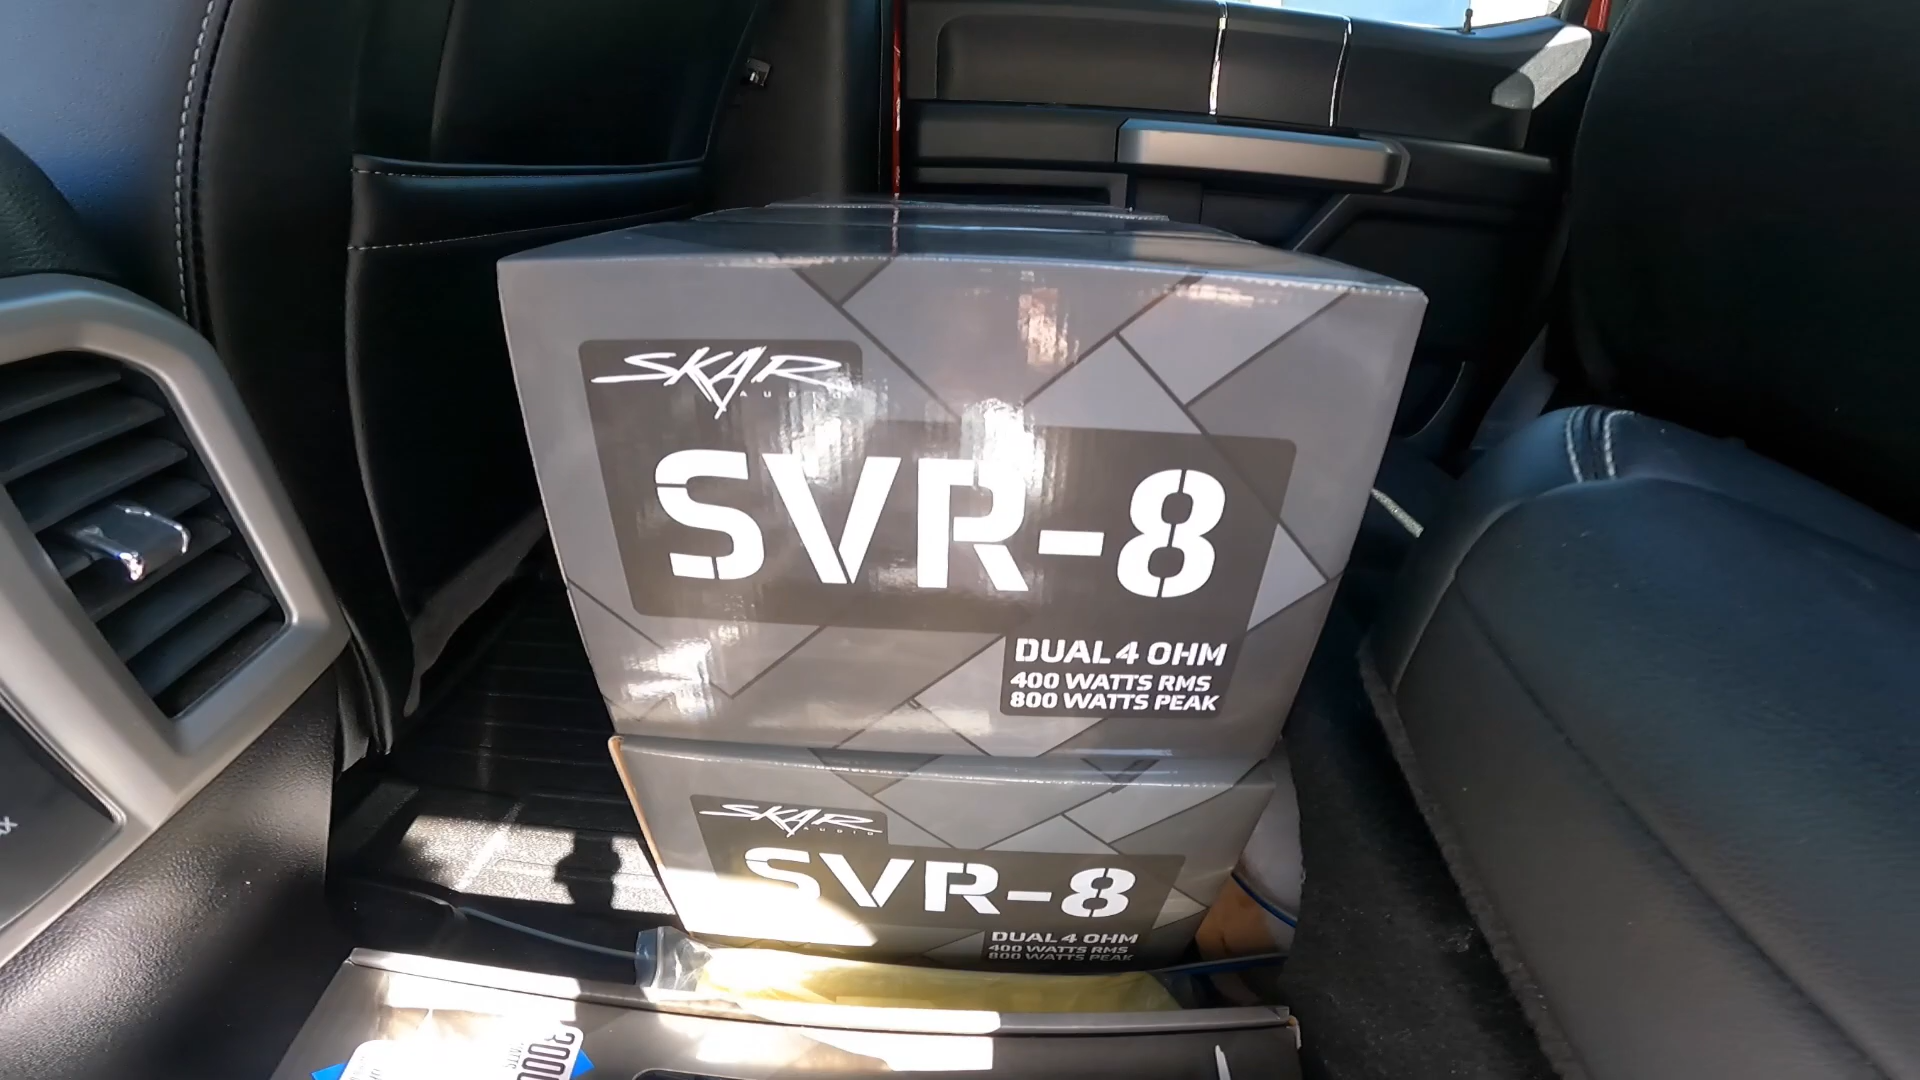 SKAR
AUDIO
SVR-8
DUAL 4 OHM
400 WATTS RMS
800 WATTS PEAK
SKAR
AUDIO
SVR-8
DUAL 4 OHM
400 WATTS RMS
800 WATTS PEAK
WATTS